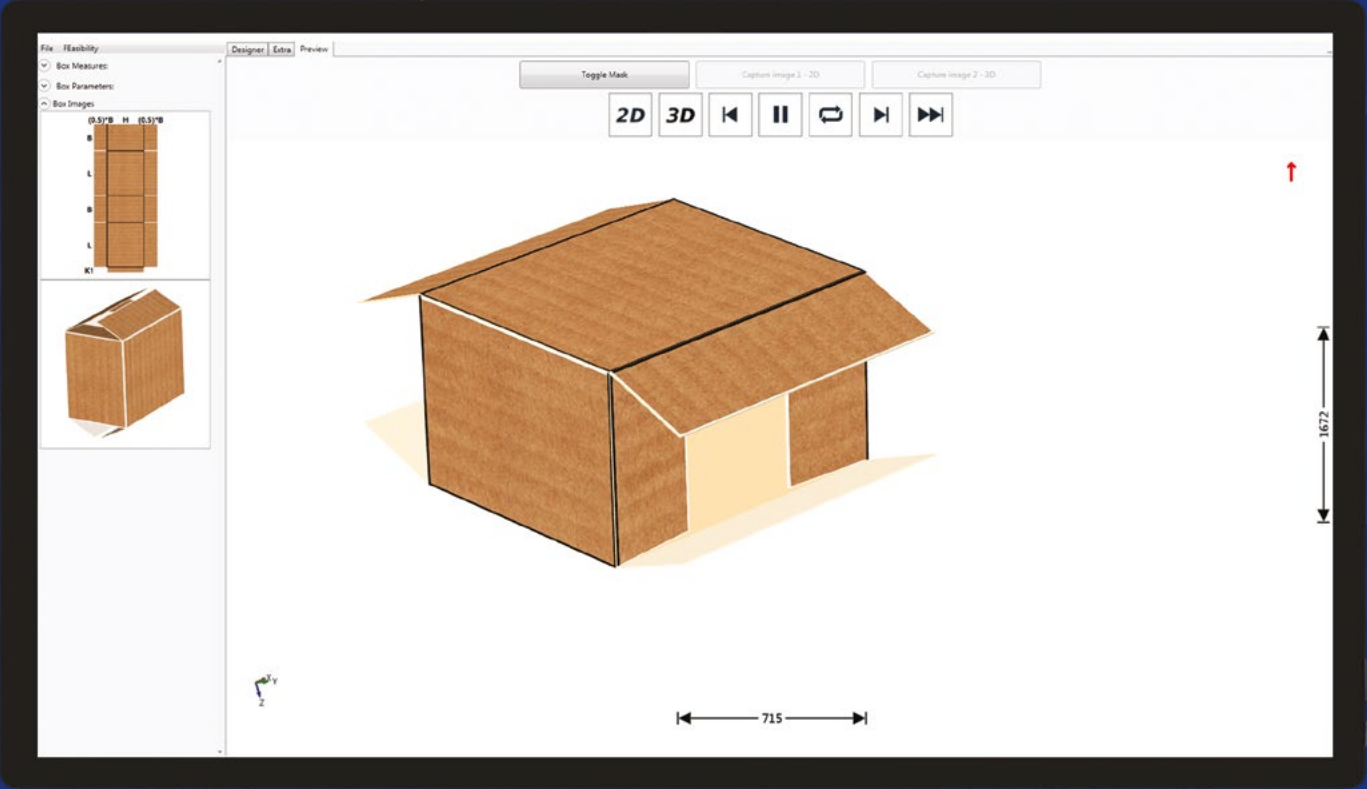 File FEasibility
Designer Extra Preview
Box Measures:
Box Parameters:
Box Images
Toggle Mask
Capture image 1 - 2D
Capture image 2 - 3D
2D 3D
(0.5)*B H (0.5)*B
B
L
B
L
K1
1672
X Y
Z
715